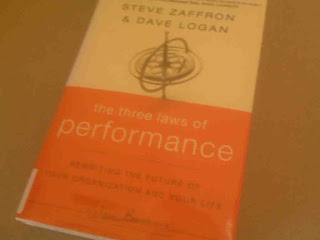 STEVE ZAFFRON
& DAVE LOGAN
the three laws of
performance
REWRITING THE FUTURE OF
YOUR ORGANIZATION AND YOUR LIFE